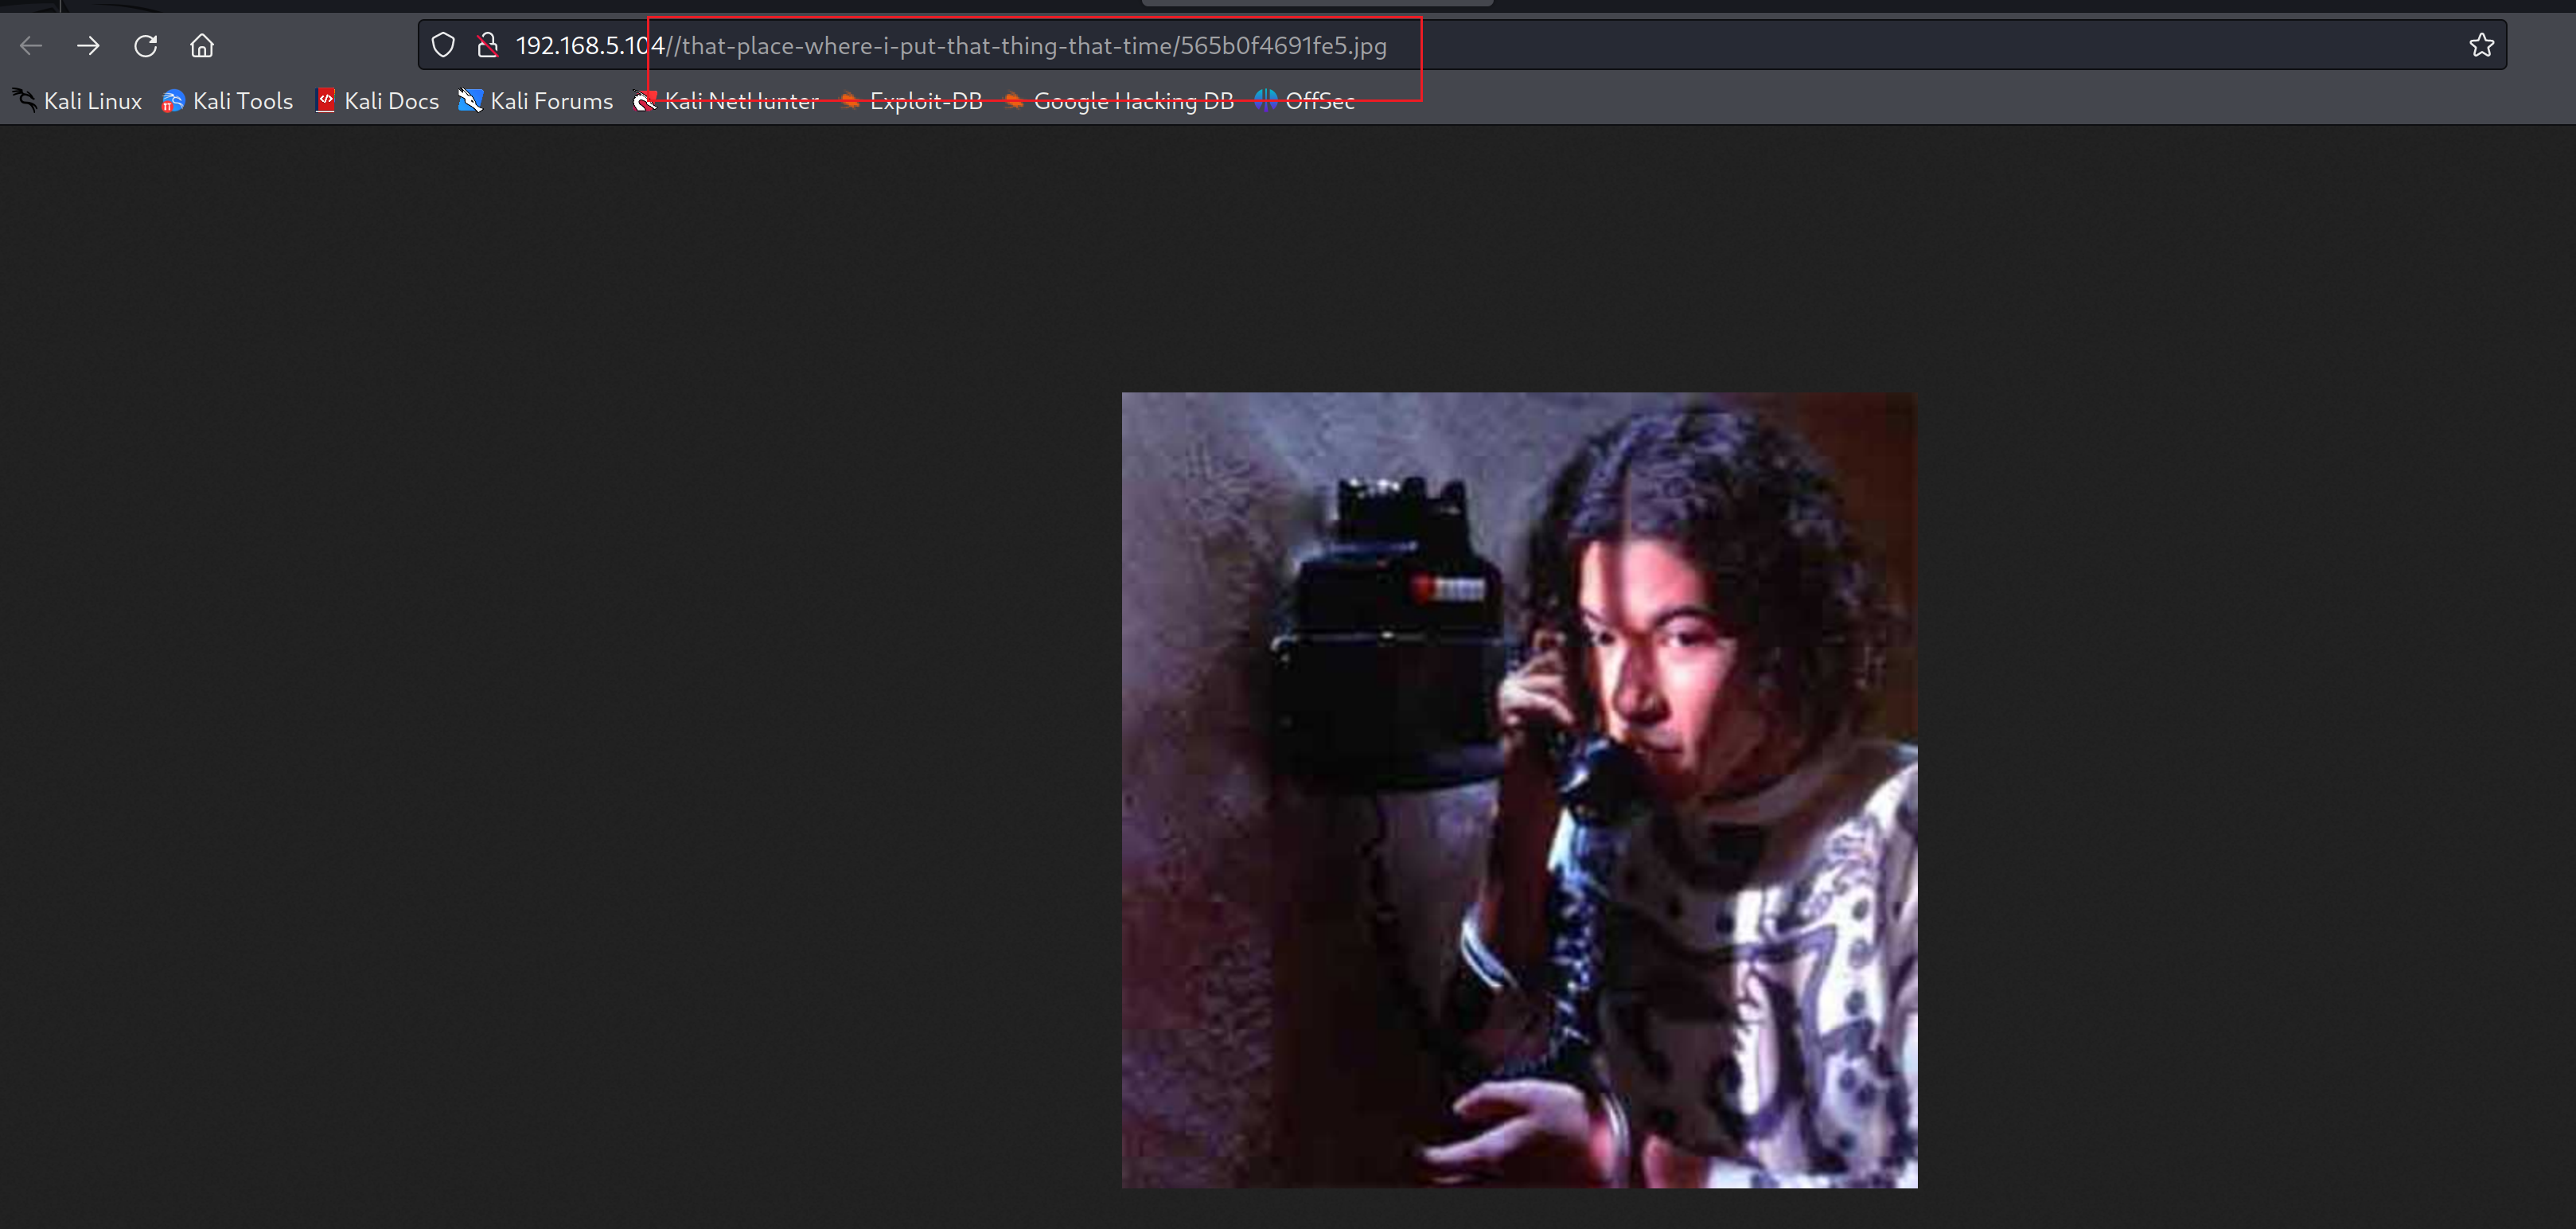 192.168.5.104//that-place-where-i-put-that-thing-that-time/565b0f4691fe5.jpg
Kali Linux Kali Tools Kali Docs Kali Forums Kali NetHunter Exploit-DB Google Hacking DB OffSec